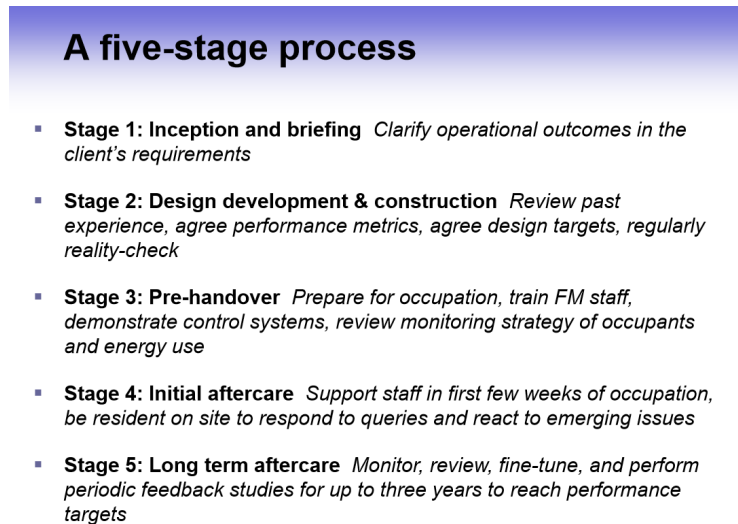 A five-stage process
▪ Stage 1: Inception and briefing Clarify operational outcomes in the
client's requirements
▪ Stage 2: Design development & construction Review past
experience, agree performance metrics, agree design targets, regularly
reality-check
▪ Stage 3: Pre-handover Prepare for occupation, train FM staff,
demonstrate control systems, review monitoring strategy of occupants
and energy use
▪ Stage 4: Initial aftercare Support staff in first few weeks of occupation,
be resident on site to respond to queries and react to emerging issues
▪ Stage 5: Long term aftercare Monitor, review, fine-tune, and perform
periodic feedback studies for up to three years to reach performance
targets